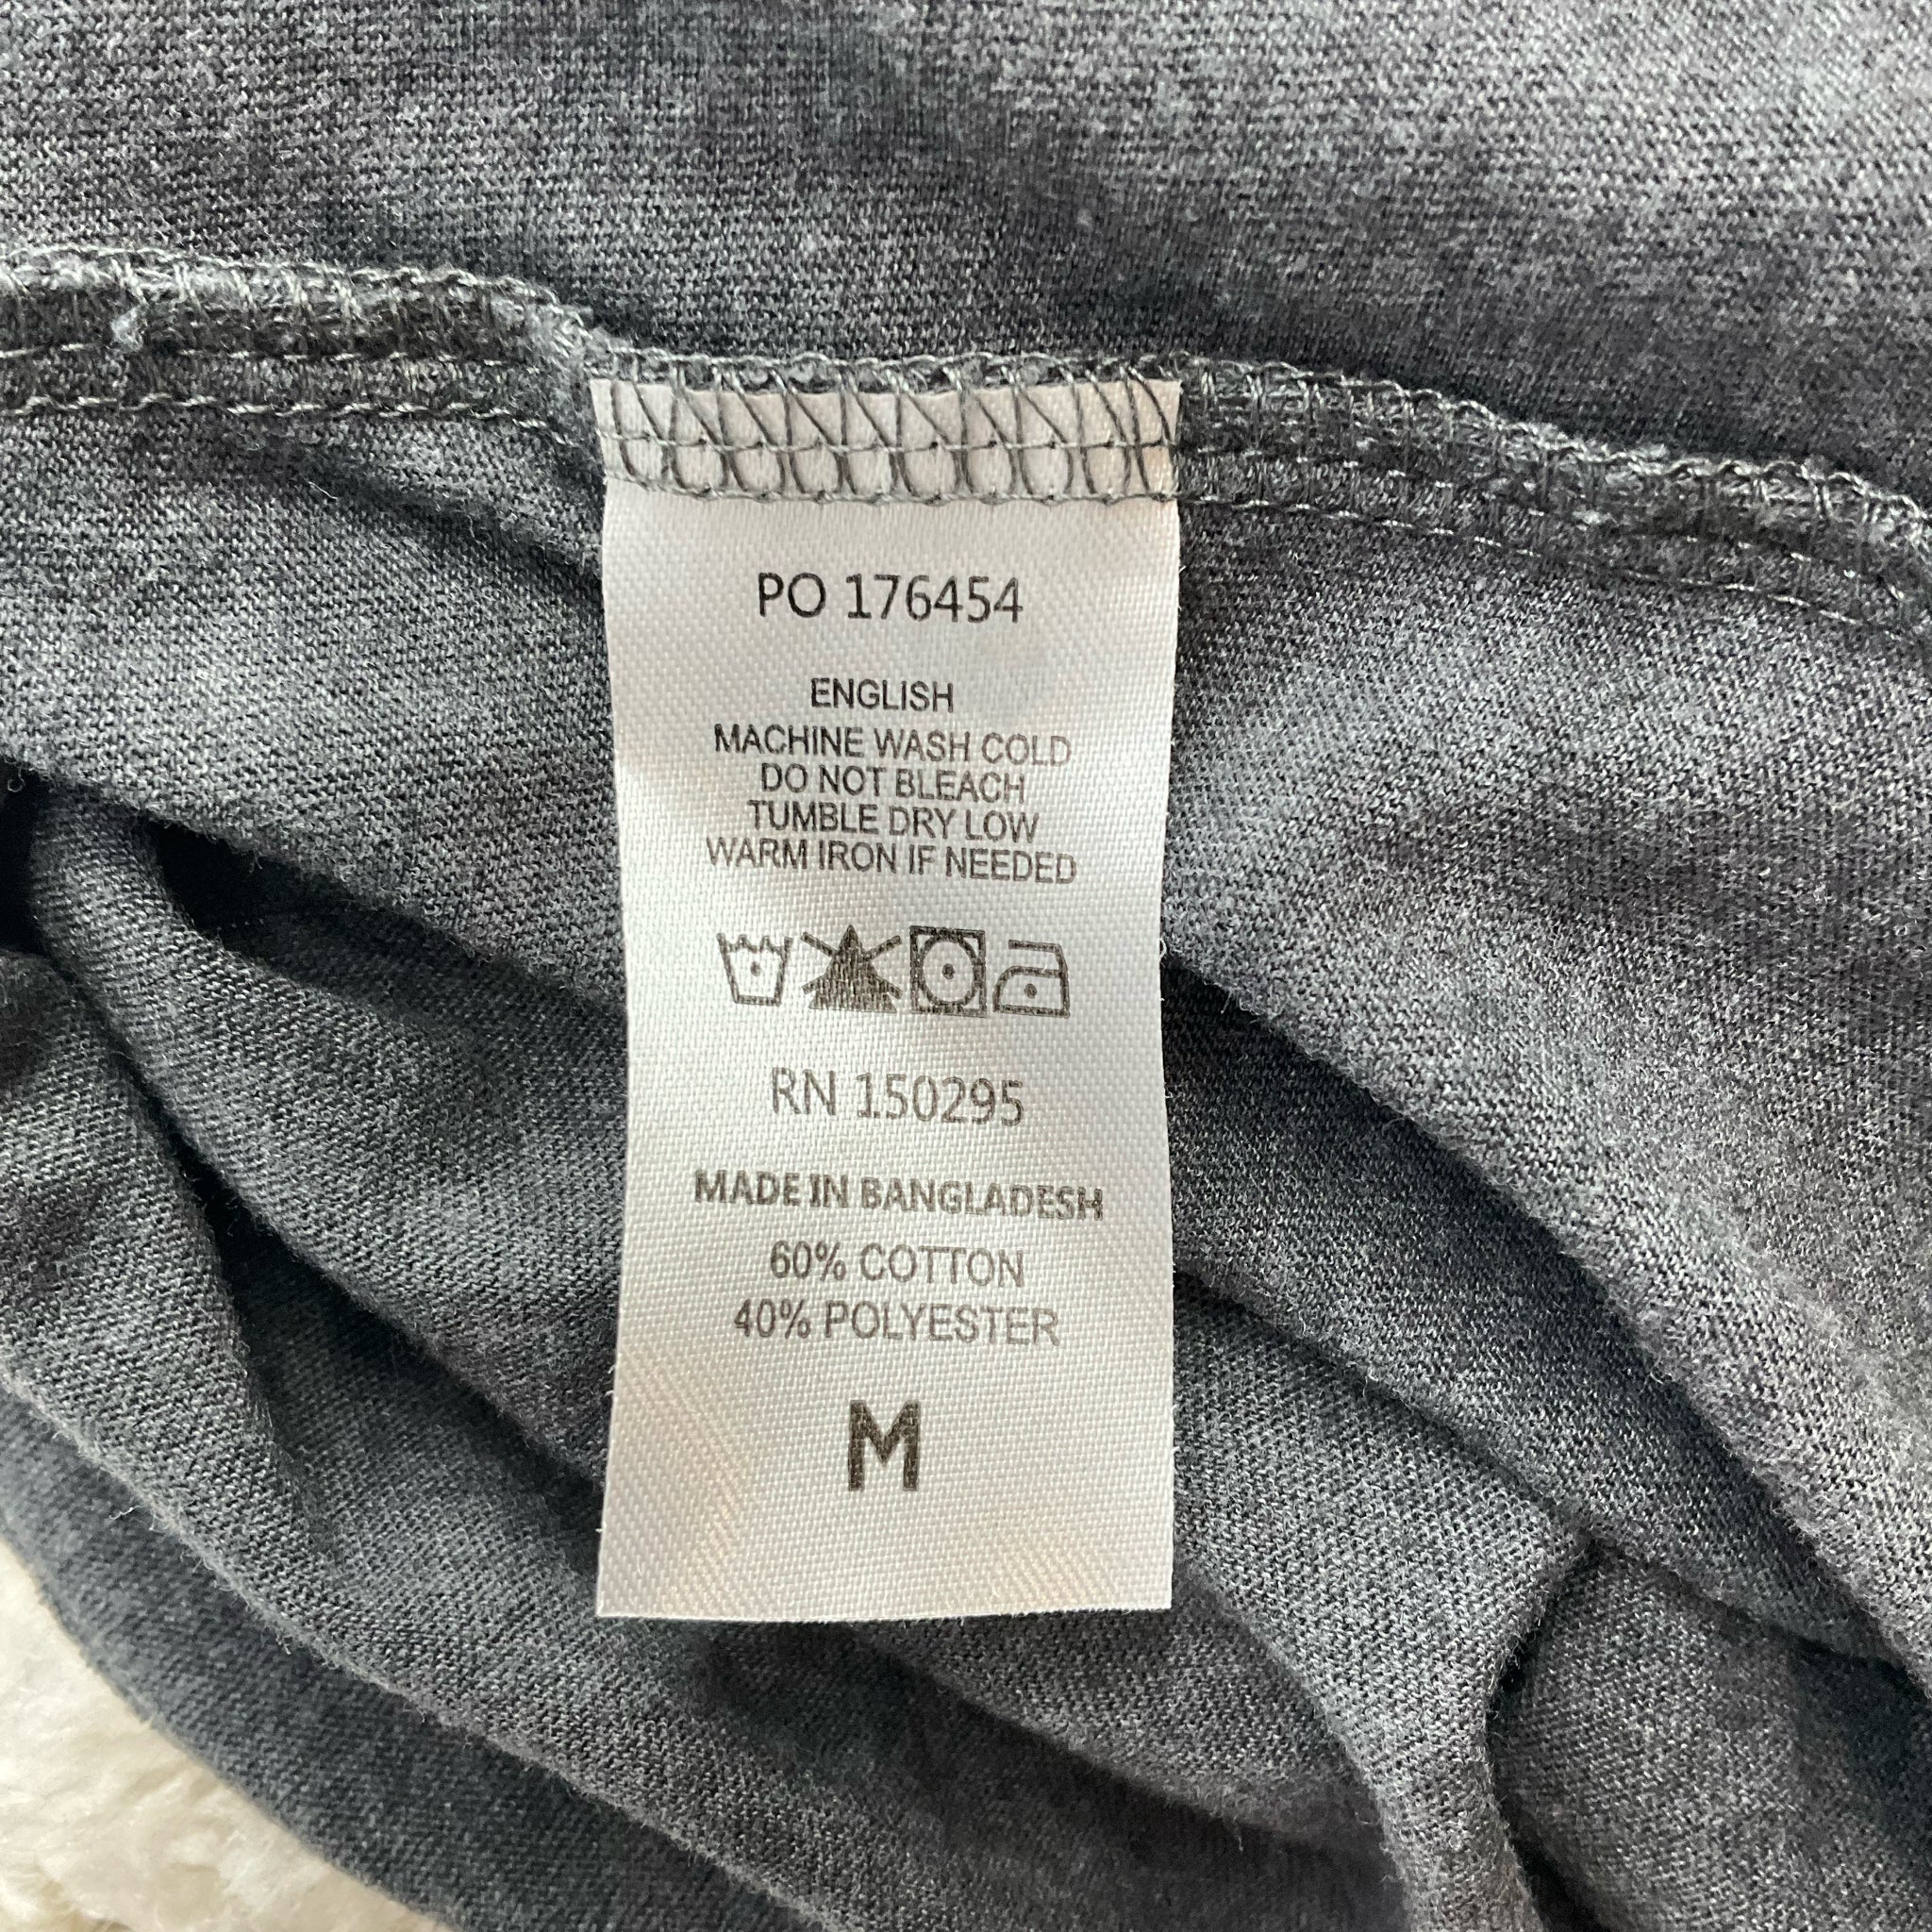 PO 176454
ENGLISH
MACHINE WASH COLD
DO NOT BLEACH
TUMBLE DRY LOW
WARM IRON IF NEEDED
RN 150295
MADE IN BANGLADESH
60% COTTON
40% POLYESTER
M